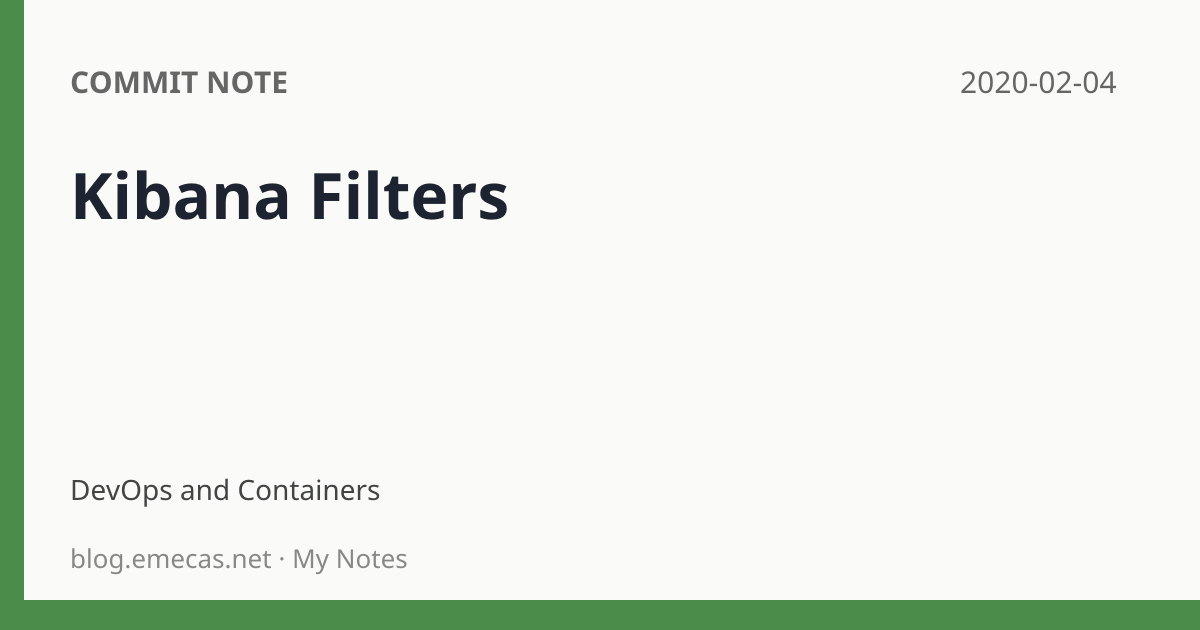 COMMIT NOTE
2020-02-04
Kibana Filters
DevOps and Containers
blog.emecas.net · My Notes